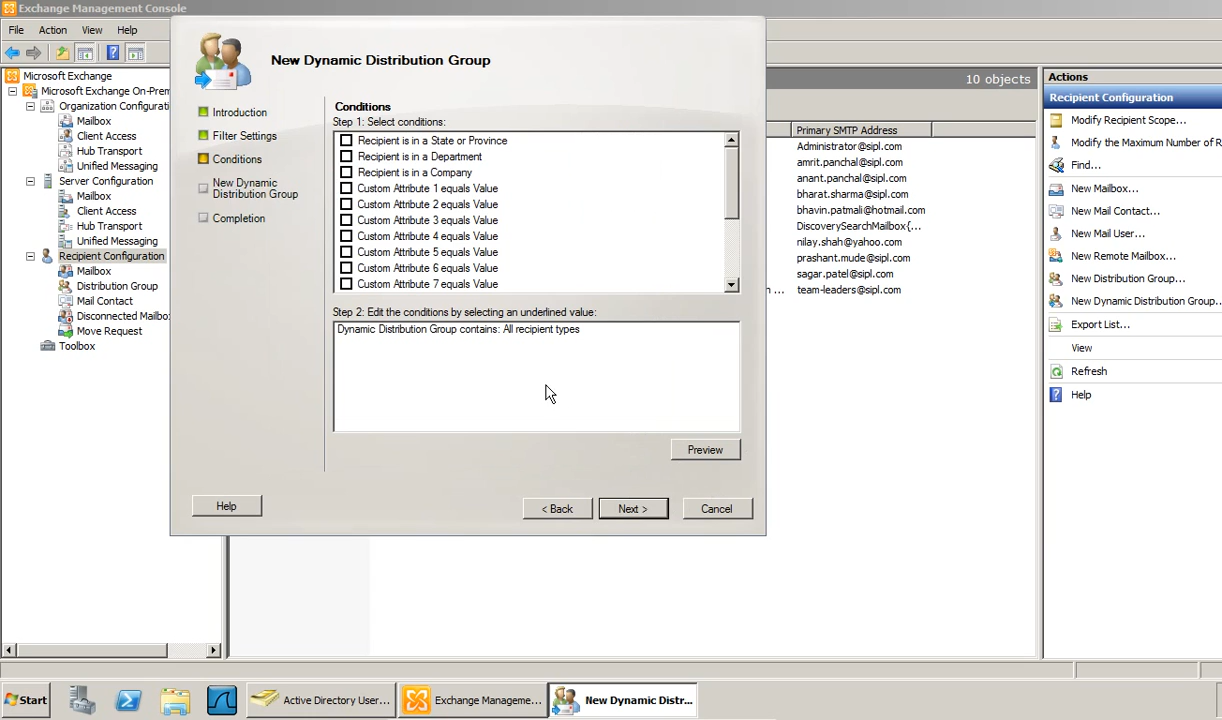 Exchange Management Console
File Action View Help
Microsoft Exchange
Microsoft Exchange On-Prem
Organization Configurati
Mailbox
Client Access
Hub Transport
Unified Messaging
Server Configuration
Mailbox
Client Access
Hub Transport
Unified Messaging
Recipient Configuration
Mailbox
Distribution Group
Mail Contact
Disconnected Mailbo
Move Request
Toolbox
New Dynamic Distribution Group
Introduction
Filter Settings
Conditions
New Dynamic
Distribution Group
Completion
Conditions
Step 1: Select conditions:
Recipient is in a State or Province
Recipient is in a Department
Recipient is in a Company
Custom Attribute 1 equals Value
Custom Attribute 2 equals Value
Custom Attribute 3 equals Value
Custom Attribute 4 equals Value
Custom Attribute 5 equals Value
Custom Attribute 6 equals Value
Custom Attribute 7 equals Value
Step 2: Edit the conditions by selecting an underlined value:
Dynamic Distribution Group contains: All recipient types
Preview
Help
< Back
Next >
Cancel
10 objects
Primary SMTP Address
Administrator@sipl.com
amrit.panchal@sipl.com
anant.panchal@sipl.com
bharat.sharma@sipl.com
bhavin.patmali@hotmail.com
DiscoverySearchMailbox{...
nilay.shah@yahoo.com
prashant.mude@sipl.com
sagar.patel@sipl.com
... team-leaders@sipl.com
Actions
Recipient Configuration
Modify Recipient Scope...
Modify the Maximum Number of R
Find...
New Mailbox...
New Mail Contact...
New Mail User...
New Remote Mailbox...
New Distribution Group...
New Dynamic Distribution Group...
Export List...
View
Refresh
Help
Start
Active Directory User...
Exchange Manageme...
New Dynamic Distr...